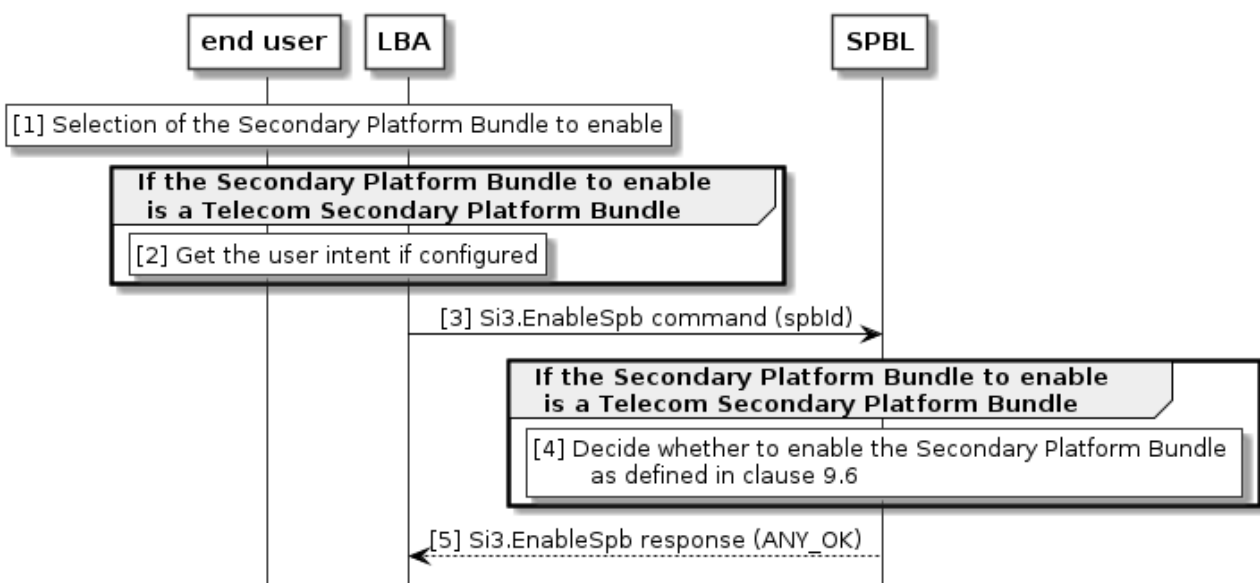 end user
LBA
SPBL
[1] Selection of the Secondary Platform Bundle to enable
If the Secondary Platform Bundle to enable
is a Telecom Secondary Platform Bundle
[2] Get the user intent if configured
[3] Si3.EnableSpb command (spbId)
If the Secondary Platform Bundle to enable
is a Telecom Secondary Platform Bundle
[4] Decide whether to enable the Secondary Platform Bundle
as defined in clause 9.6
[5] Si3.EnableSpb response (ANY_OK)